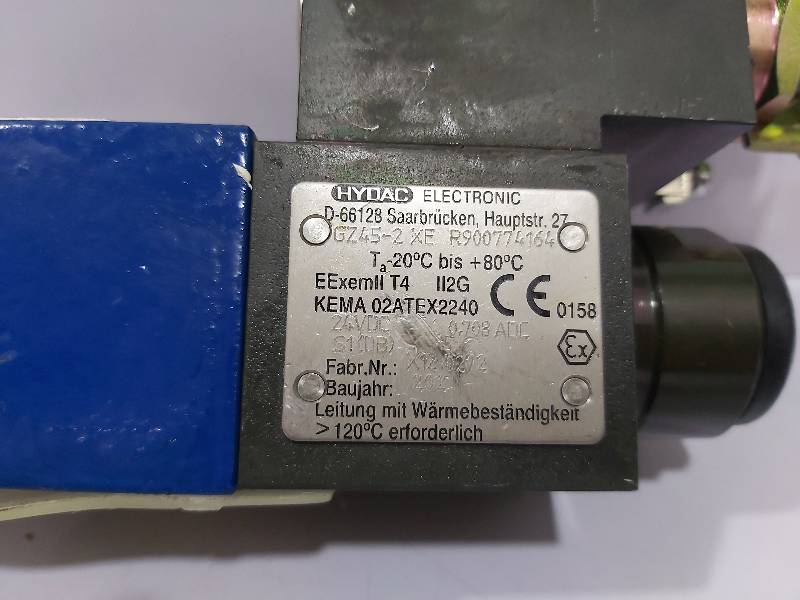 HYDAC ELECTRONIC
D-66128 Saarbrücken, Hauptstr. 27
GZ45-2 XE R900774164
Ta-20°C bis +80°C
EExemII T4 II2G
KEMA 02ATEX2240 CE 0158
24VDC 0,708 ADC
S1(DB) Ex
Fabr.Nr.:
Baujahr:
Leitung mit Wärmebeständigkeit
>120°C erforderlich